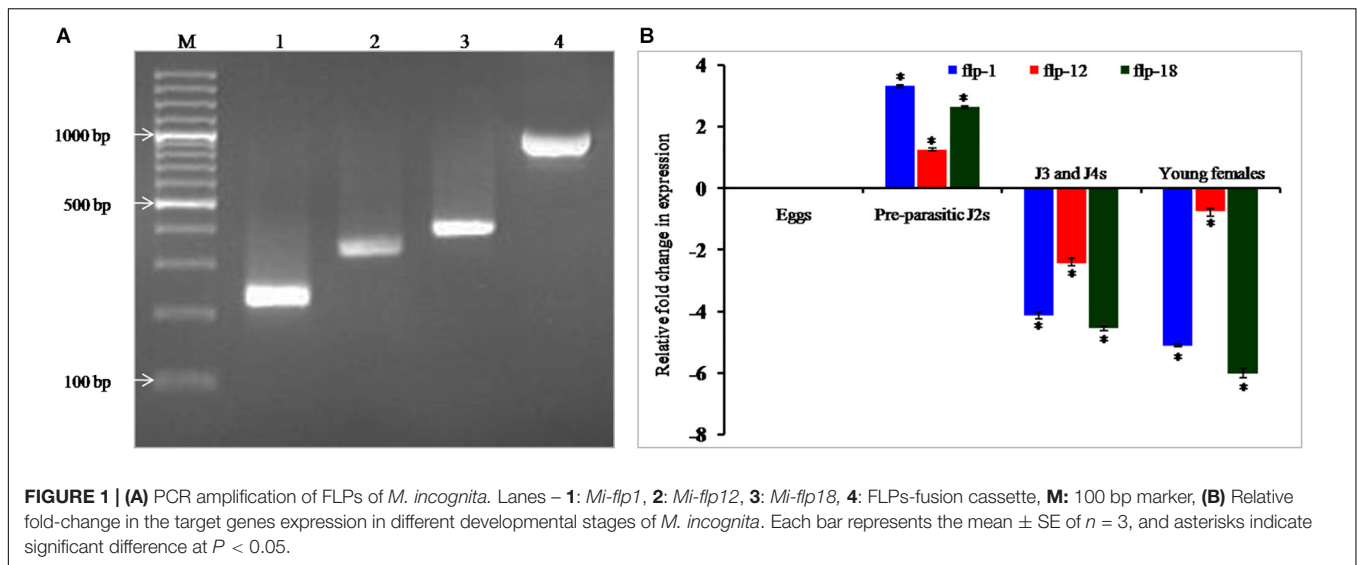 A
M 1 2 3 4
1000 bp
500 bp
100 bp
B
Relative fold change in expression
4
2
0
-2
-4
-6
-8
flp-1 flp-12 flp-18
* * *
J3 and J4s Young females
Eggs Pre-parasitic J2s
* * *
* * *
FIGURE 1 | (A) PCR amplification of FLPs of M. incognita. Lanes – 1: Mi-flp1, 2: Mi-flp12, 3: Mi-flp18, 4: FLPs-fusion cassette, M: 100 bp marker, (B) Relative
fold-change in the target genes expression in different developmental stages of M. incognita. Each bar represents the mean ± SE of n = 3, and asterisks indicate
significant difference at P < 0.05.